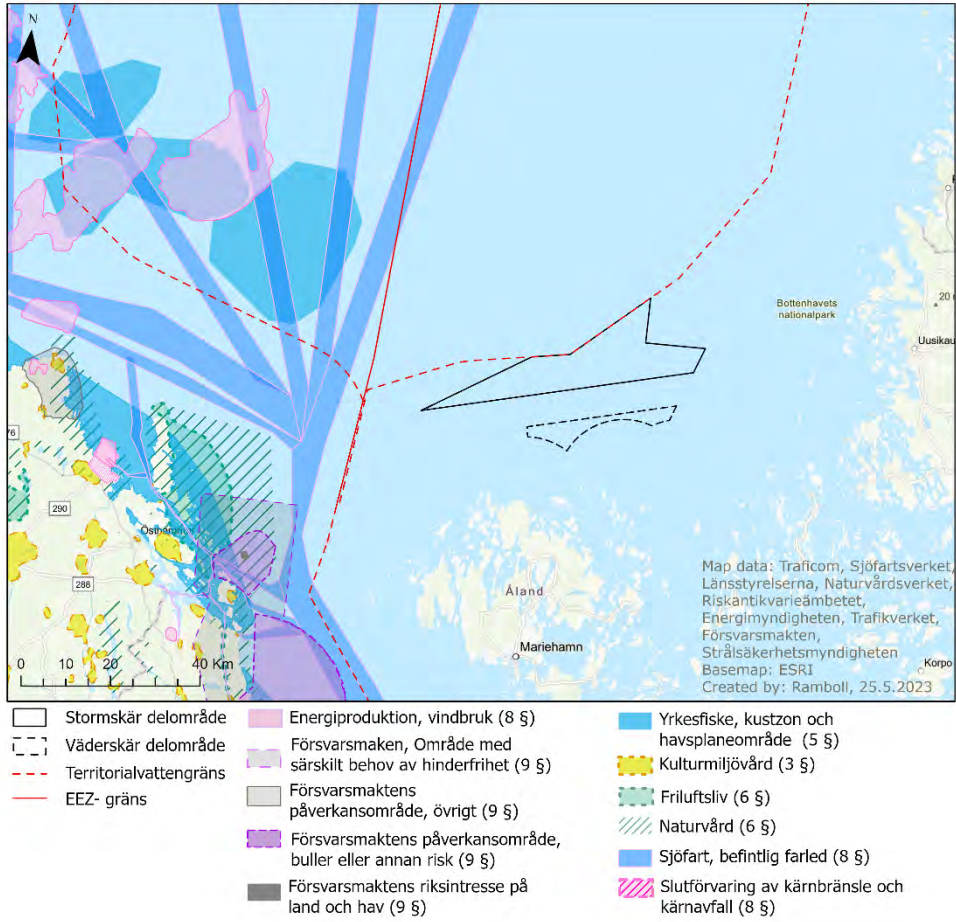 N
Bottenhavets
nationalpark
20
Uusikau
76
290
Östhammar
288
Åland
Mariehamn
Korpo
0 10 20 40 Km
Map data: Traficom, Sjöfartsverket,
Länsstyrelserna, Naturvårdsverket,
Riskantikvarieämbetet,
Energimyndigheten, Trafikverket,
Försvarsmakten,
Strålsäkerhetsmyndigheten
Basemap: ESRI
Created by: Ramboll, 25.5.2023
Stormskär delområde
Väderskär delområde
Territorialvattengräns
EEZ- gräns
Energiproduktion, vindbruk (8 §)
Försvarsmaken, Område med
särskilt behov av hinderfrihet (9 §)
Försvarsmaktens
påverkansområde, övrigt (9 §)
Försvarsmaktens påverkansområde,
buller eller annan risk (9 §)
Försvarsmaktens riksintresse på
land och hav (9 §)
Yrkesfiske, kustzon och
havsplaneområde (5 §)
Kulturmiljövård (3 §)
Friluftsliv (6 §)
Naturvård (6 §)
Sjöfart, befintlig farled (8 §)
Slutförvaring av kärnbränsle och
kärnavfall (8 §)